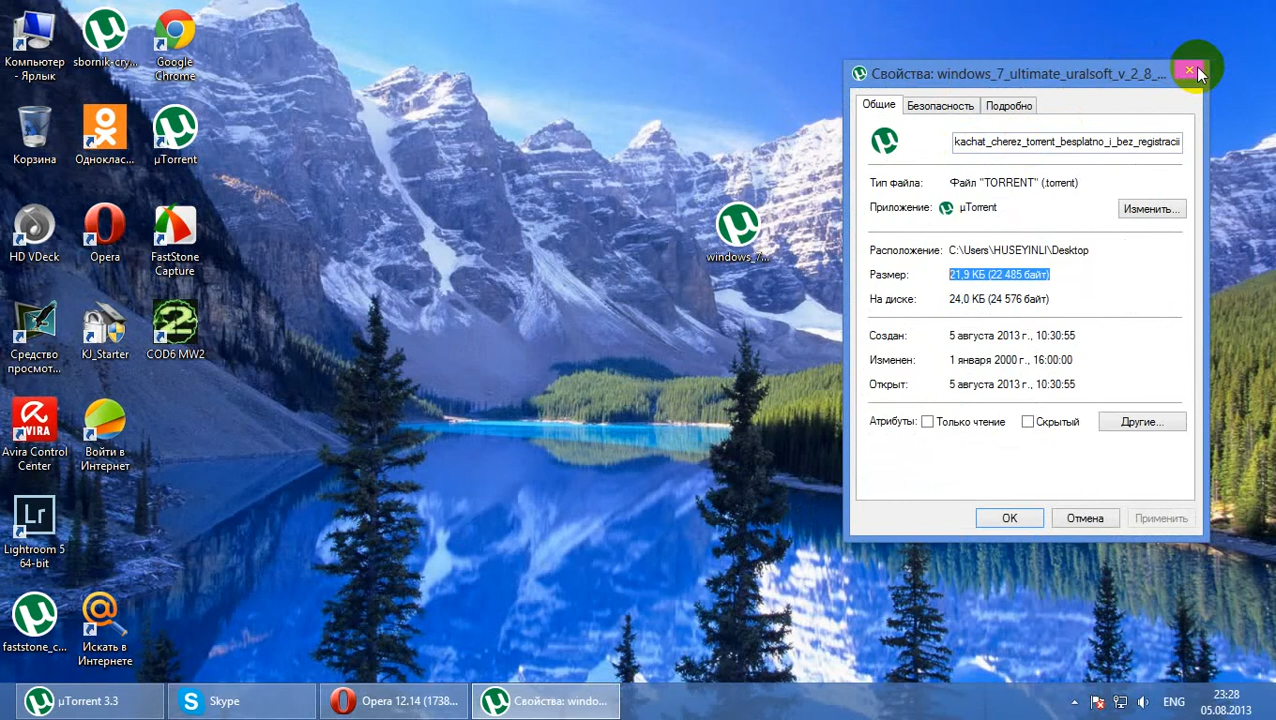 Компьютер - Ярлык
sbornik-cry...
Google Chrome
Корзина
Одноклас...
µTorrent
HD VDeck
Opera
FastStone Capture
Средство просмот...
KJ_Starter
COD6 MW2
Avira Control Center
Войти в Интернет
Lightroom 5 64-bit
faststone_c...
Искать в Интернете
windows_7...
Свойства: windows_7_ultimate_uralsoft_v_2_8_...
Общие
Безопасность
Подробно
kachat_cherez_torrent_besplatno_i_bez_registracii
Тип файла: Файл "TORRENT" (.torrent)
Приложение: µTorrent
Изменить...
Расположение: C:\Users\HUSEYINLI\Desktop
Размер: 21,9 КБ (22 485 байт)
На диске: 24,0 КБ (24 576 байт)
Создан: 5 августа 2013 г., 10:30:55
Изменен: 1 января 2000 г., 16:00:00
Открыт: 5 августа 2013 г., 10:30:55
Атрибуты: Только чтение Скрытый Другие...
OK Отмена Применить
µTorrent 3.3
Skype
Opera 12.14 (1738...
Свойства: windo...
ENG
23:28
05.08.2013